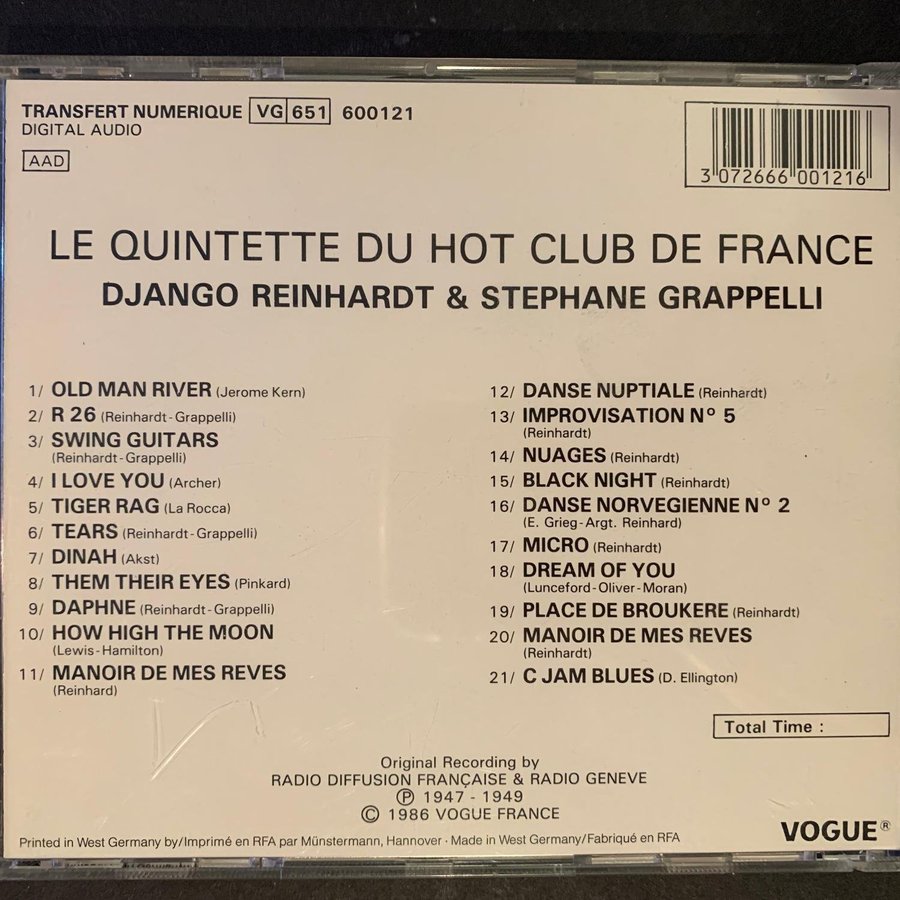 TRANSFERT NUMERIQUE VG 651 600121
DIGITAL AUDIO
AAD
3 072666 001216
LE QUINTETTE DU HOT CLUB DE FRANCE
DJANGO REINHARDT & STEPHANE GRAPPELLI
1/ OLD MAN RIVER (Jerome Kern)
2/ R 26 (Reinhardt-Grappelli)
3/ SWING GUITARS
(Reinhardt-Grappelli)
4/ I LOVE YOU (Archer)
5/ TIGER RAG (La Rocca)
6/ TEARS (Reinhardt-Grappelli)
7/ DINAH (Akst)
8/ THEM THEIR EYES (Pinkard)
9/ DAPHNE (Reinhardt-Grappelli)
10/ HOW HIGH THE MOON
(Lewis-Hamilton)
11/ MANOIR DE MES REVES
(Reinhard)
12/ DANSE NUPTIALE (Reinhardt)
13/ IMPROVISATION Nº 5
(Reinhardt)
14/ NUAGES (Reinhardt)
15/ BLACK NIGHT (Reinhardt)
16/ DANSE NORVEGIENNE Nº 2
(E. Grieg-Argt. Reinhard)
17/ MICRO (Reinhardt)
18/ DREAM OF YOU
(Lunceford-Oliver-Moran)
19/ PLACE DE BROUKERE (Reinhardt)
20/ MANOIR DE MES REVES
(Reinhardt)
21/ C JAM BLUES (D. Ellington)
Total Time :
Original Recording by
RADIO DIFFUSION FRANÇAISE & RADIO GENEVE
℗ 1947 - 1949
© 1986 VOGUE FRANCE
VOGUE®
Printed in West Germany by/Imprimé en RFA par Münstermann, Hannover · Made in West Germany/Fabriqué en RFA